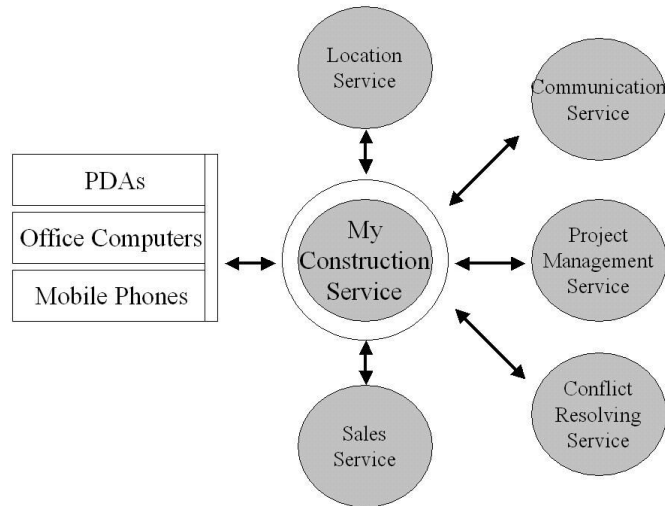 Location
Service
Communication
Service
PDAs
Office Computers
Mobile Phones
My
Construction
Service
Project
Management
Service
Sales
Service
Conflict
Resolving
Service